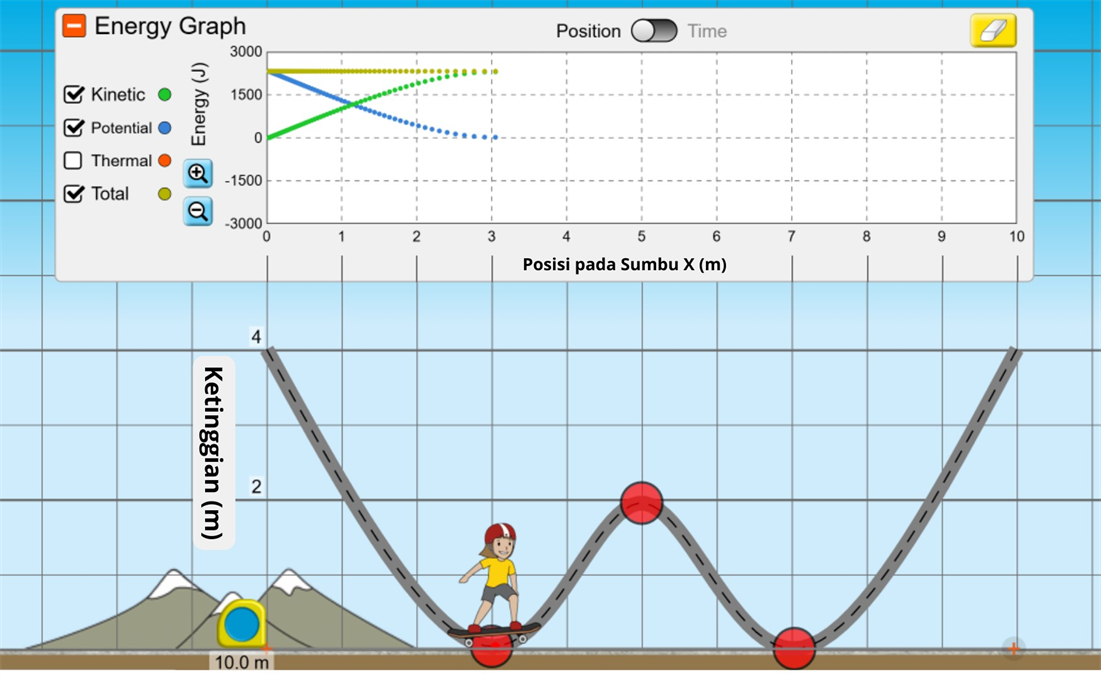 Energy Graph
Position Time
Kinetic
Potential
Thermal
Total
Energy (J)
3000
1500
0
-1500
-3000
0 1 2 3 4 5 6 7 8 9 10
Posisi pada Sumbu X (m)
4
2
Ketinggian (m)
10.0 m